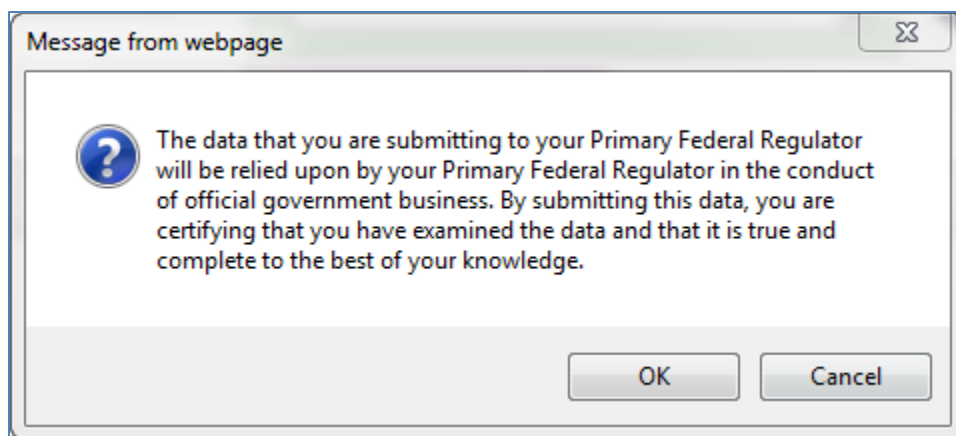 Message from webpage
The data that you are submitting to your Primary Federal Regulator
will be relied upon by your Primary Federal Regulator in the conduct
of official government business. By submitting this data, you are
certifying that you have examined the data and that it is true and
complete to the best of your knowledge.
OK
Cancel